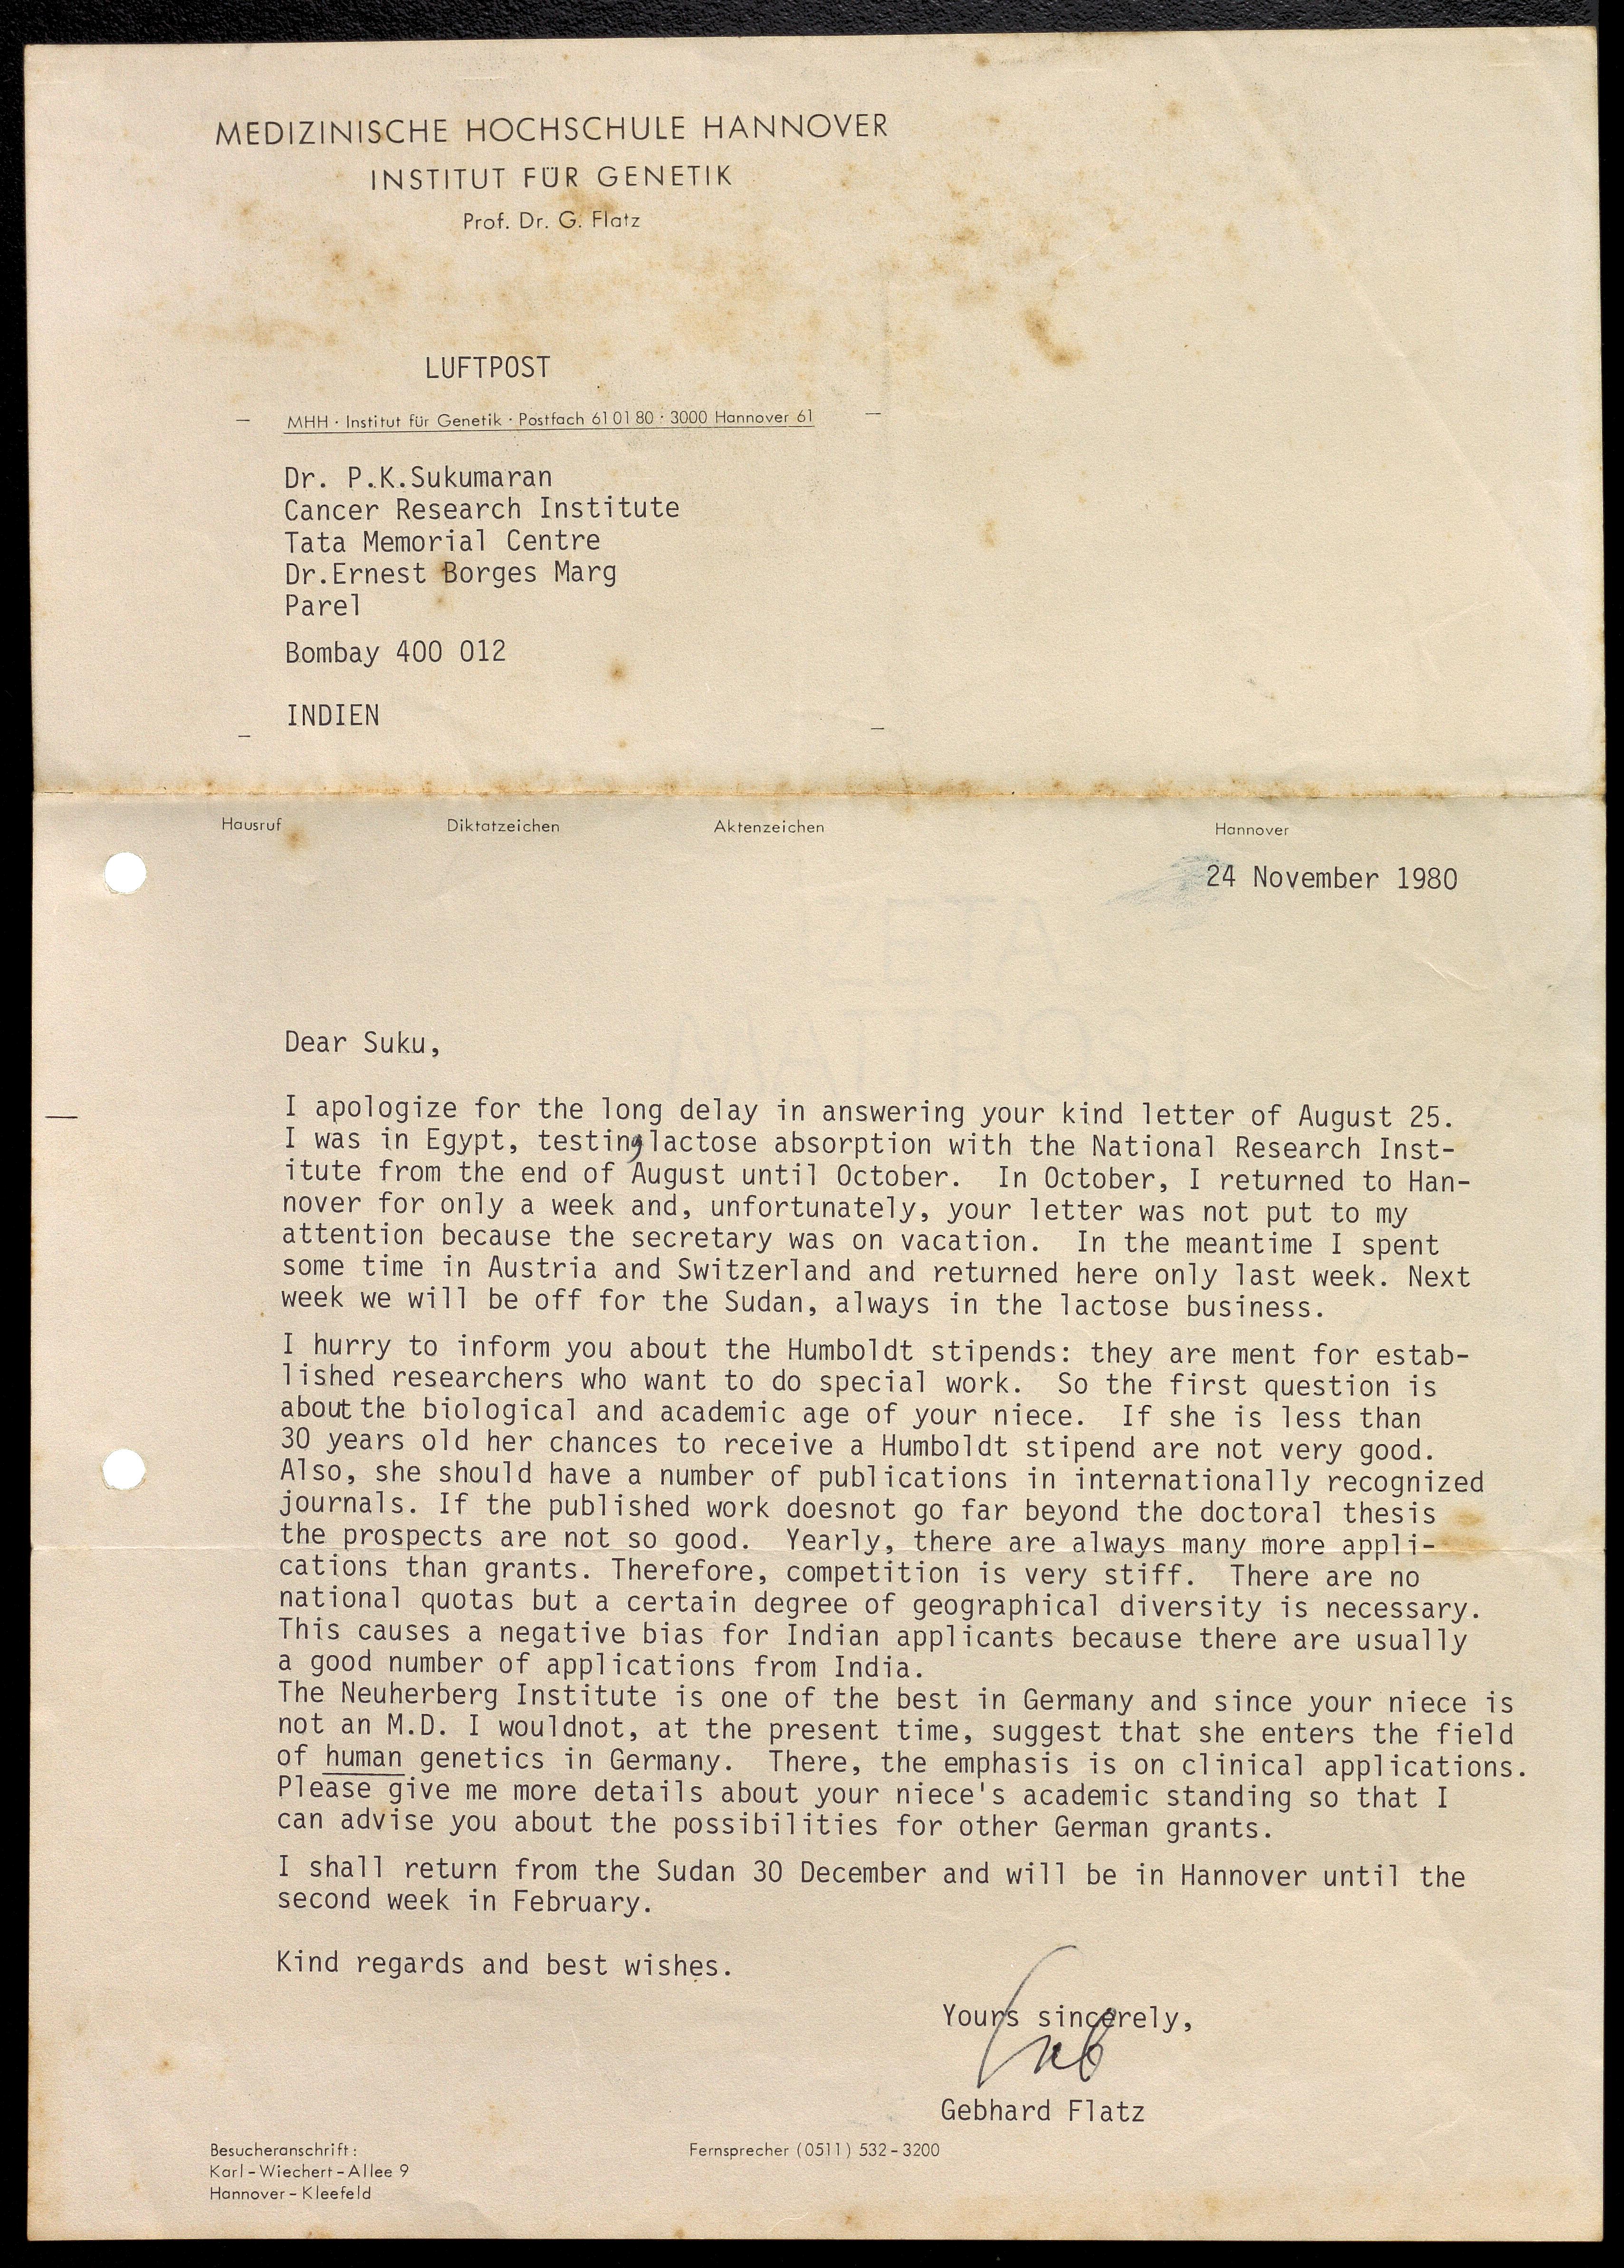 MEDIZINISCHE HOCHSCHULE HANNOVER
INSTITUT FÜR GENETIK
Prof. Dr. G. Flatz
LUFTPOST
MHH · Institut für Genetik · Postfach 61 01 80 · 3000 Hannover 61
Dr. P.K.Sukumaran
Cancer Research Institute
Tata Memorial Centre
Dr.Ernest Borges Marg
Parel
Bombay 400 012
INDIEN
Hausruf Diktatzeichen Aktenzeichen Hannover
24 November 1980
Dear Suku,
I apologize for the long delay in answering your kind letter of August 25.
I was in Egypt, testing lactose absorption with the National Research Inst-
itute from the end of August until October. In October, I returned to Han-
nover for only a week and, unfortunately, your letter was not put to my
attention because the secretary was on vacation. In the meantime I spent
some time in Austria and Switzerland and returned here only last week. Next
week we will be off for the Sudan, always in the lactose business.
I hurry to inform you about the Humboldt stipends: they are ment for estab-
lished researchers who want to do special work. So the first question is
about the biological and academic age of your niece. If she is less than
30 years old her chances to receive a Humboldt stipend are not very good.
Also, she should have a number of publications in internationally recognized
journals. If the published work doesnot go far beyond the doctoral thesis
the prospects are not so good. Yearly, there are always many more appli-
cations than grants. Therefore, competition is very stiff. There are no
national quotas but a certain degree of geographical diversity is necessary.
This causes a negative bias for Indian applicants because there are usually
a good number of applications from India.
The Neuherberg Institute is one of the best in Germany and since your niece is
not an M.D. I wouldnot, at the present time, suggest that she enters the field
of human genetics in Germany. There, the emphasis is on clinical applications.
Please give me more details about your niece's academic standing so that I
can advise you about the possibilities for other German grants.
I shall return from the Sudan 30 December and will be in Hannover until the
second week in February.
Kind regards and best wishes.
Yours sincerely,
Gebhard Flatz
Besucheranschrift: Fernsprecher (0511) 532-3200
Karl-Wiechert-Allee 9
Hannover-Kleefeld